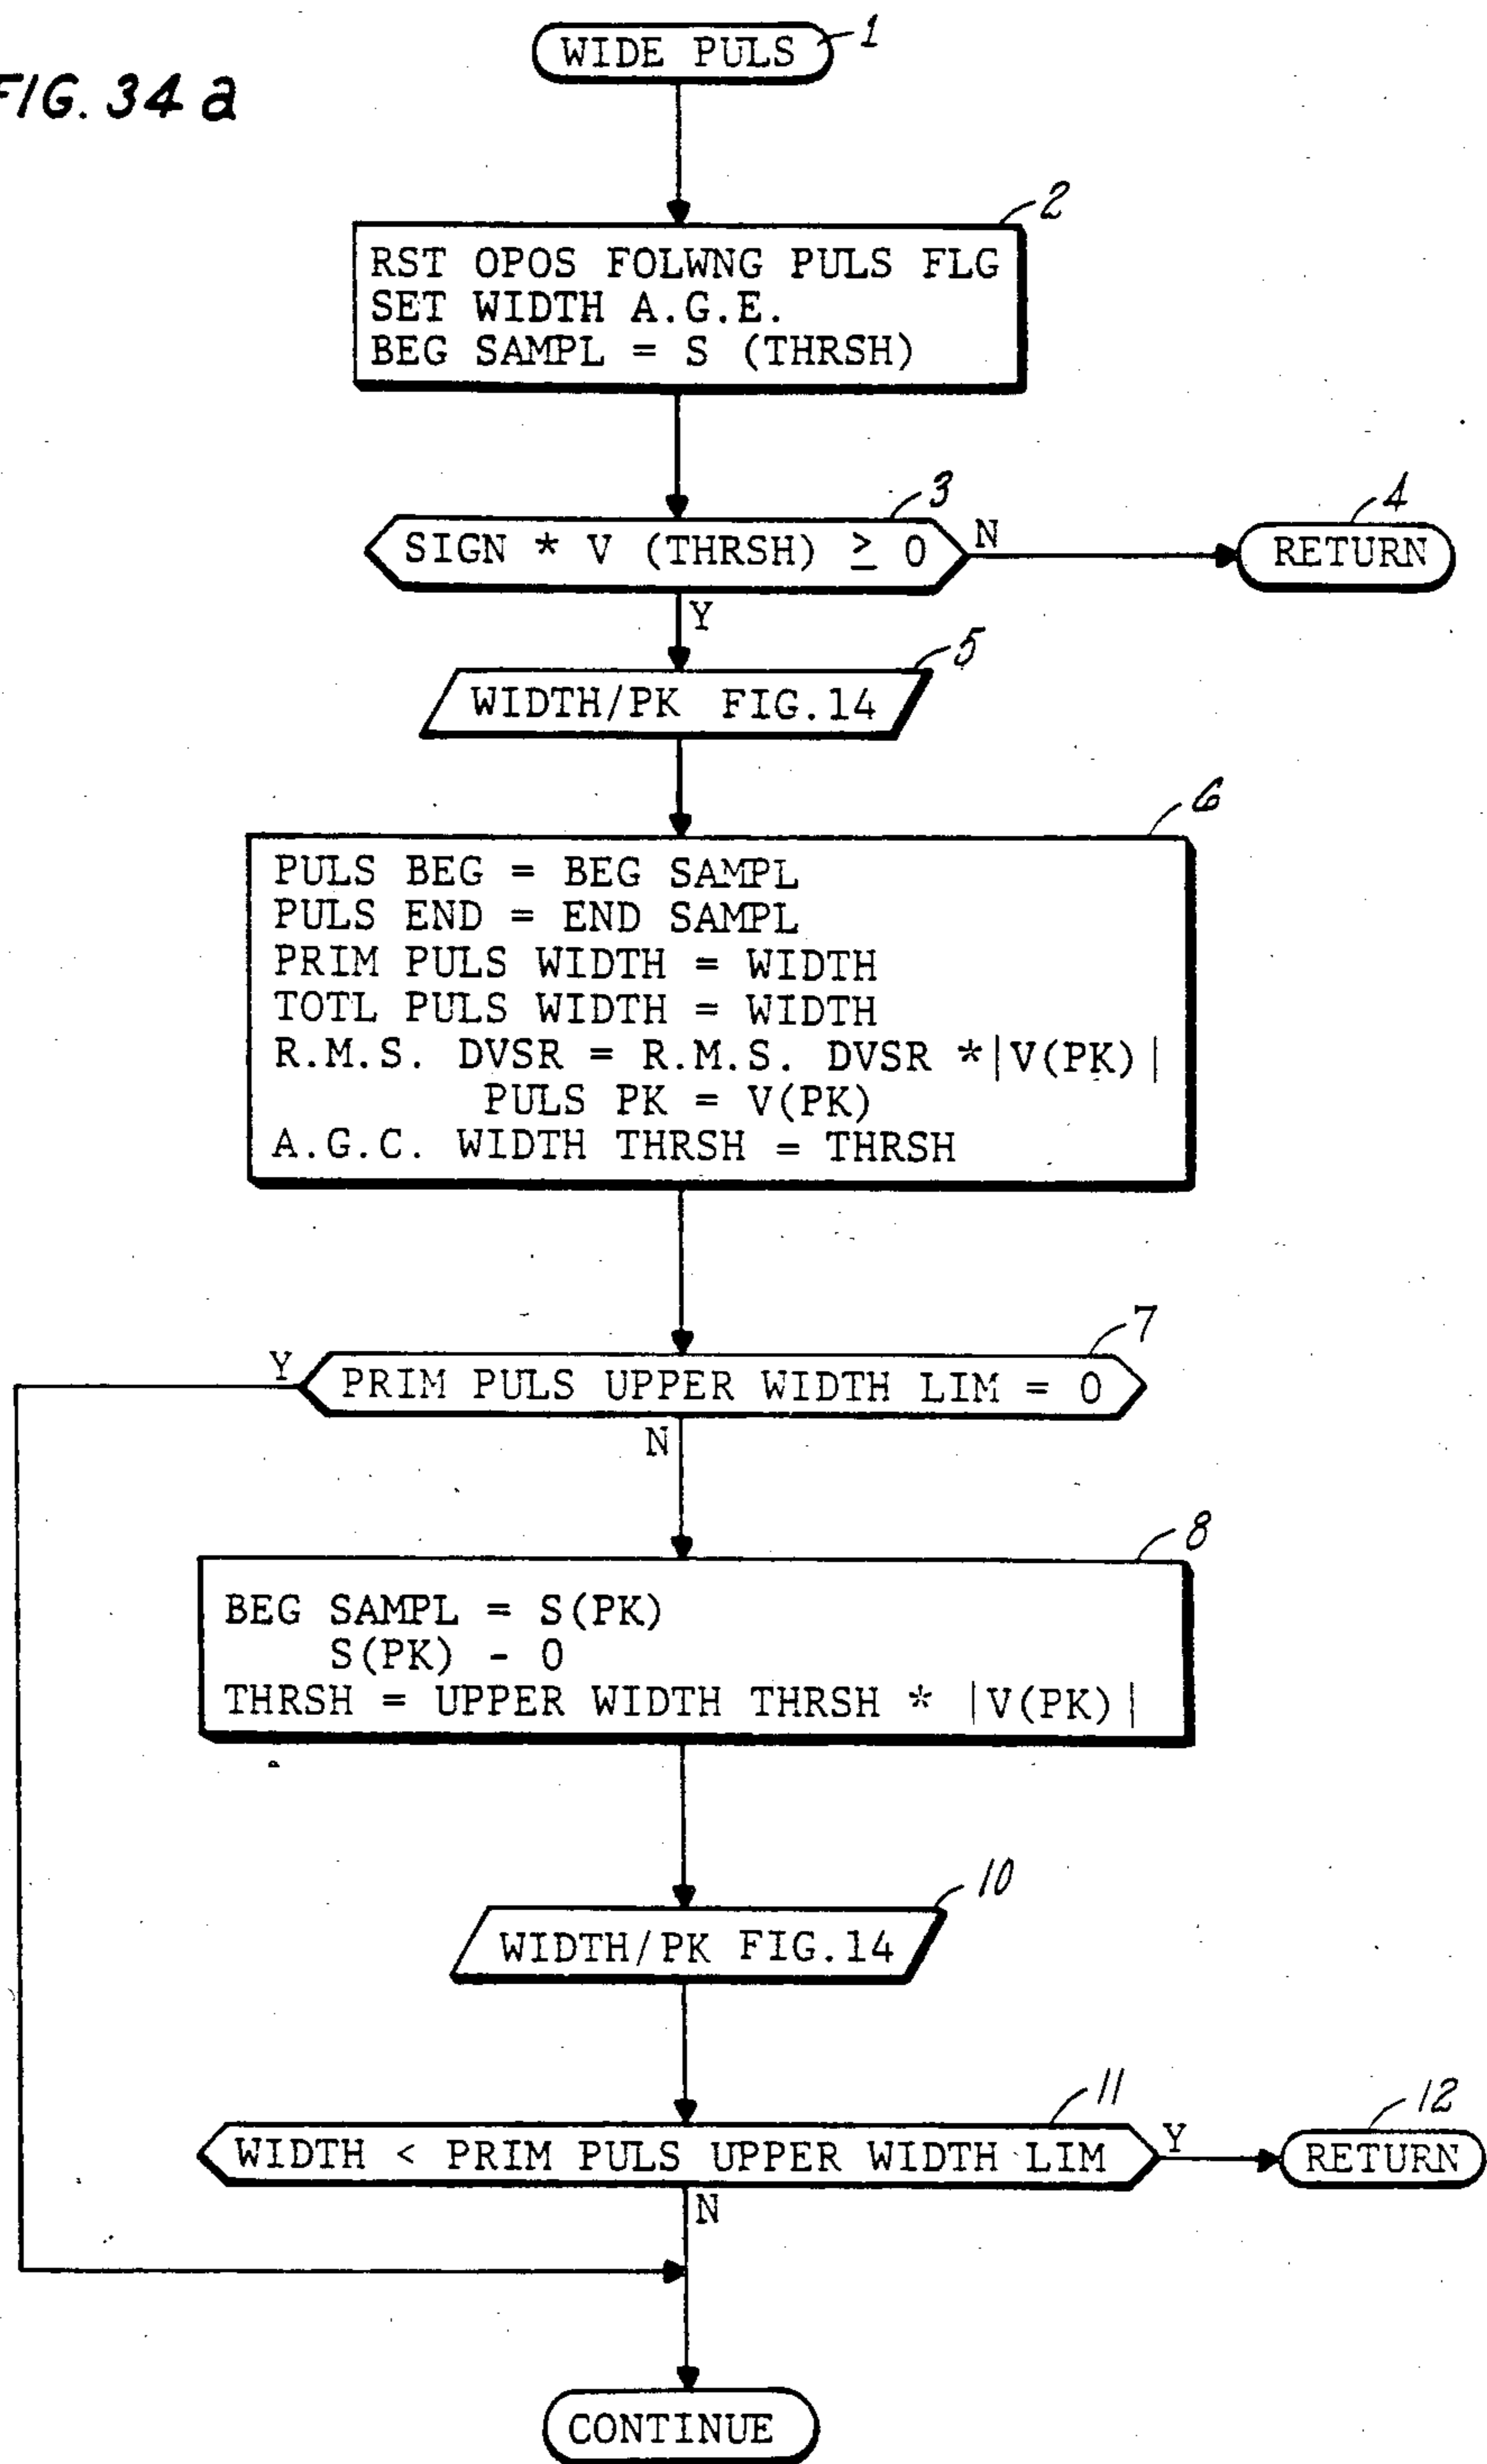 FIG. 34 a
WIDE PULS
1
2
RST OPOS FOLWNG PULS FLG
SET WIDTH A.G.E.
BEG SAMPL = S (THRSH)
3
SIGN * V (THRSH) ≥ 0
N
4
RETURN
Y
5
WIDTH/PK FIG.14
6
PULS BEG = BEG SAMPL
PULS END = END SAMPL
PRIM PULS WIDTH = WIDTH
TOTL PULS WIDTH = WIDTH
R.M.S. DVSR = R.M.S. DVSR *|V(PK)|
PULS PK = V(PK)
A.G.C. WIDTH THRSH = THRSH
7
Y
PRIM PULS UPPER WIDTH LIM = 0
N
8
BEG SAMPL = S(PK)
S(PK) - 0
THRSH = UPPER WIDTH THRSH * |V(PK)|
10
WIDTH/PK FIG.14
11
WIDTH < PRIM PULS UPPER WIDTH LIM
Y
12
RETURN
N
CONTINUE